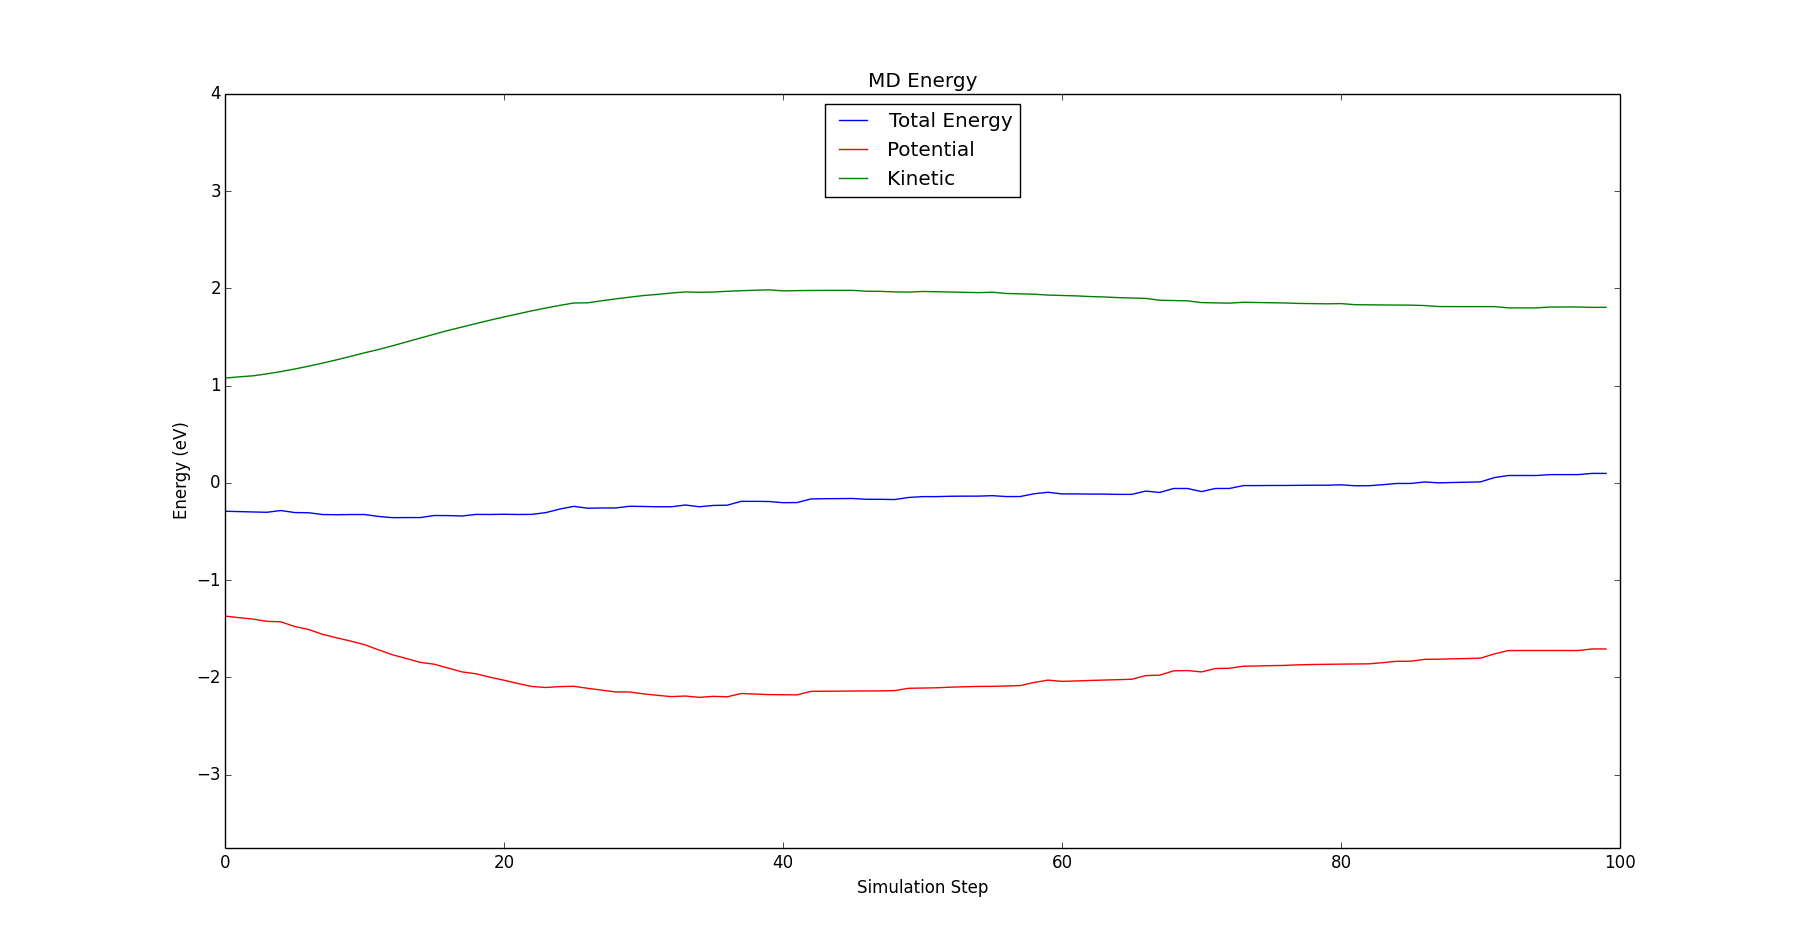 MD Energy
Total Energy
Potential
Kinetic
4
3
2
1
0
−1
−2
−3
Energy (eV)
0 20 40 60 80 100
Simulation Step